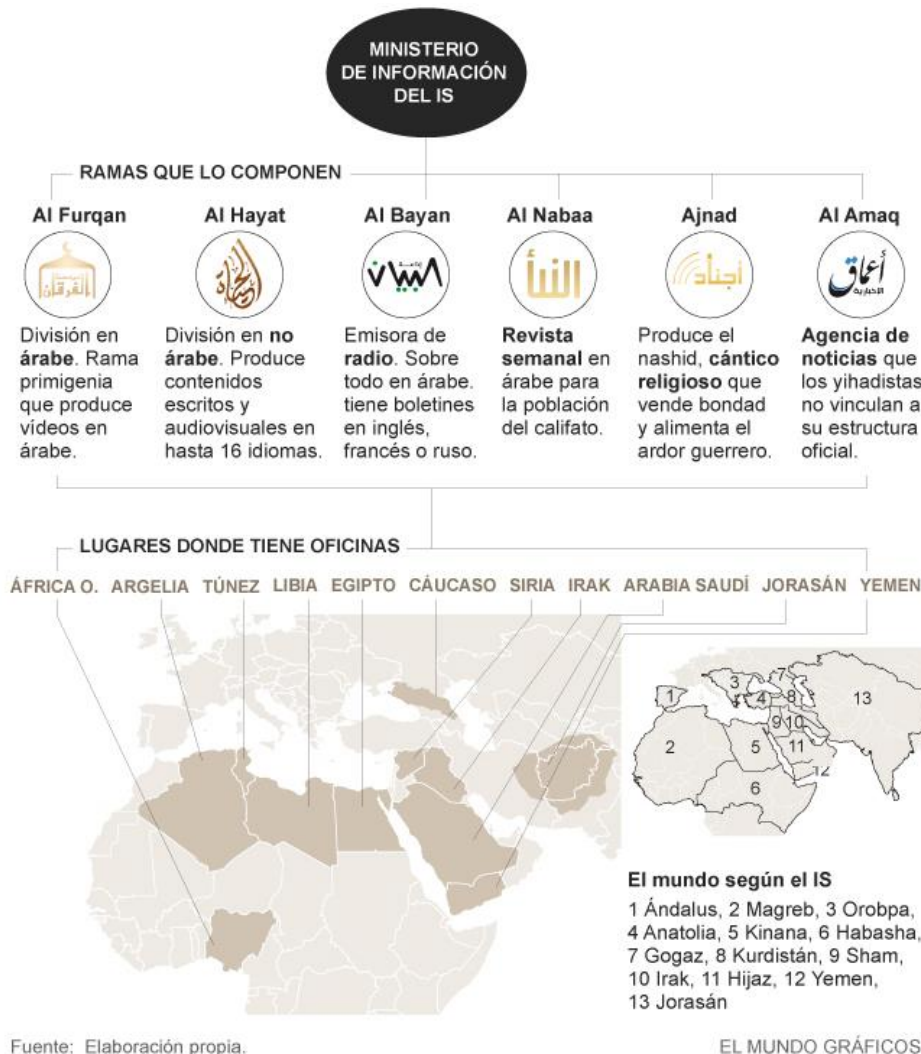 MINISTERIO
DE INFORMACIÓN
DEL IS
RAMAS QUE LO COMPONEN
Al Furqan
الفرقان
División en
árabe. Rama
primigenia
que produce
vídeos en
árabe.
Al Hayat
الحياة
División en no
árabe. Produce
contenidos
escritos y
audiovisuales en
hasta 16 idiomas.
Al Bayan
البيان
Emisora de
radio. Sobre
todo en árabe.
tiene boletines
en inglés,
francés o ruso.
Al Nabaa
النبأ
Revista
semanal en
árabe para
la población
del califato.
Ajnad
أجناد
Produce el
nashid, cántico
religioso que
vende bondad
y alimenta el
ardor guerrero.
Al Amaq
أعماق
الإخبارية
Agencia de
noticias que
los yihadistas
no vinculan a
su estructura
oficial.
LUGARES DONDE TIENE OFICINAS
ÁFRICA O. ARGELIA TÚNEZ LIBIA EGIPTO CÁUCASO SIRIA IRAK ARABIA SAUDÍ JORASÁN YEMEN
1
2
3
4
5
6
7
8
9
10
11
12
13
El mundo según el IS
1 Ándalus, 2 Magreb, 3 Orobpa,
4 Anatolia, 5 Kinana, 6 Habasha,
7 Gogaz, 8 Kurdistán, 9 Sham,
10 Irak, 11 Hijaz, 12 Yemen,
13 Jorasán
Fuente: Elaboración propia.
EL MUNDO GRÁFICOS